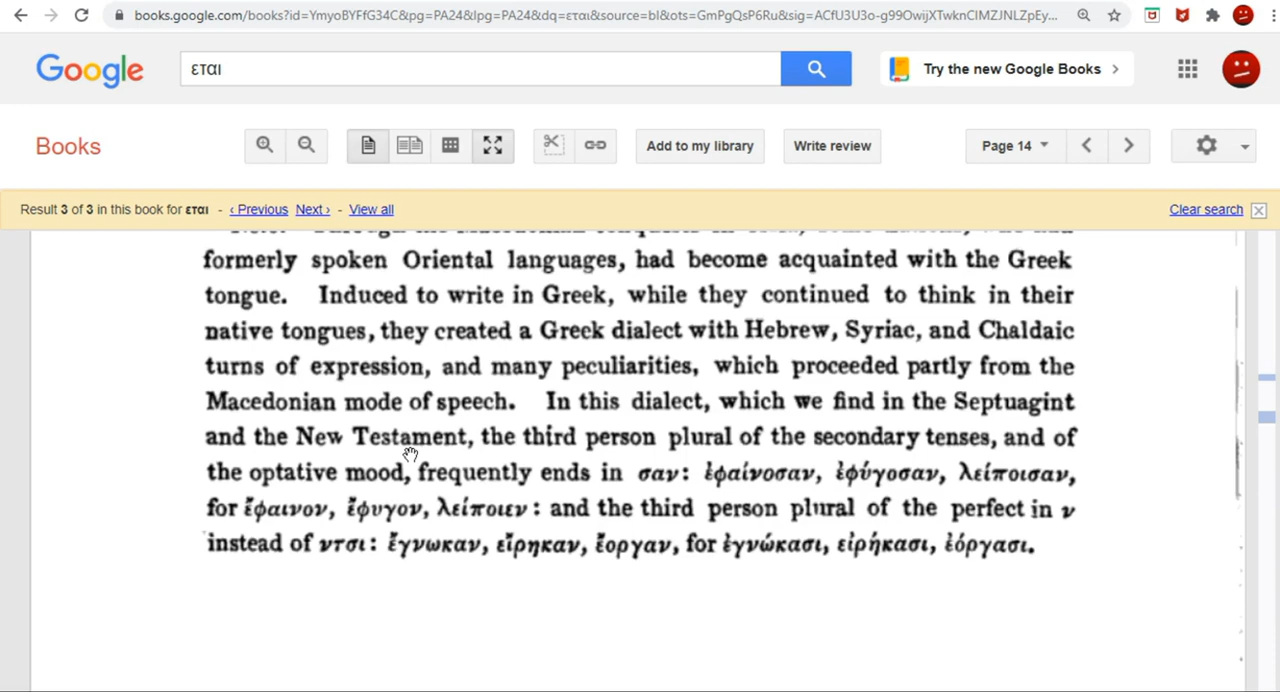 books.google.com/books?id=YmyoBYFfG34C&pg=PA24&lpg=PA24&dq=εται&source=bl&ots=GmPgQsP6Ru&sig=ACfU3U3o-g99OwijXTwknClMZJNLZpEy...
Google
εται
Try the new Google Books
Books
Add to my library
Write review
Page 14
Result 3 of 3 in this book for εται - ‹ Previous Next › - View all
Clear search
formerly spoken Oriental languages, had become acquainted with the Greek
tongue. Induced to write in Greek, while they continued to think in their
native tongues, they created a Greek dialect with Hebrew, Syriac, and Chaldaic
turns of expression, and many peculiarities, which proceeded partly from the
Macedonian mode of speech. In this dialect, which we find in the Septuagint
and the New Testament, the third person plural of the secondary tenses, and of
the optative mood, frequently ends in σαν: ἐφαίνοσαν, ἐφύγοσαν, λείποισαν,
for ἔφαινον, ἔφυγον, λείποιεν: and the third person plural of the perfect in ν
instead of ντσι: ἔγνωκαν, εἴρηκαν, ἔοργαν, for ἐγνώκασι, εἰρήκασι, ἐόργασι.